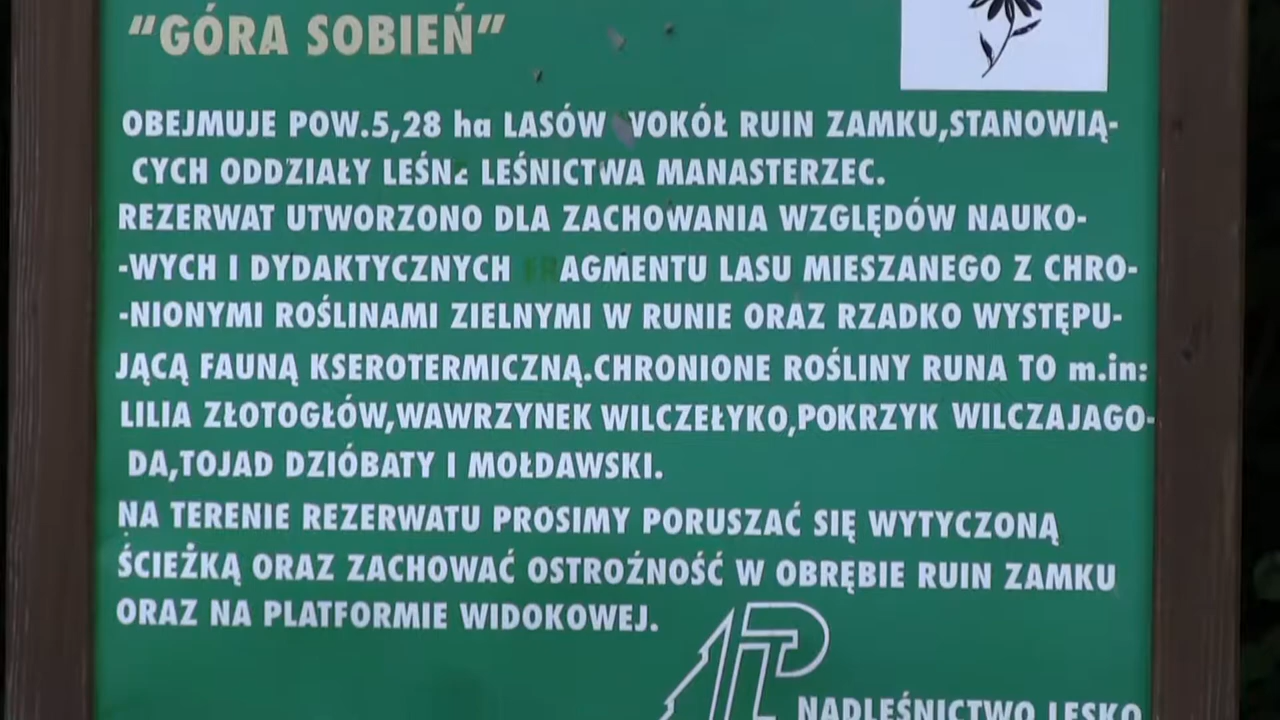 "GÓRA SOBIEŃ"
OBEJMUJE POW.5,28 ha LASÓW WOKÓŁ RUIN ZAMKU,STANOWIĄ-
CYCH ODDZIAŁY LEŚNE LEŚNICTWA MANASTERZEC.
REZERWAT UTWORZONO DLA ZACHOWANIA WZGLĘDÓW NAUKO-
-WYCH I DYDAKTYCZNYCH FRAGMENTU LASU MIESZANEGO Z CHRO-
-NIONYMI ROŚLINAMI ZIELNYMI W RUNIE ORAZ RZADKO WYSTĘPU-
JĄCĄ FAUNĄ KSEROTERMICZNĄ.CHRONIONE ROŚLINY RUNA TO m.in:
LILIA ZŁOTOGŁÓW,WAWRZYNEK WILCZEŁYKO,POKRZYK WILCZAJAGO-
DA,TOJAD DZIÓBATY I MOŁDAWSKI.
NA TERENIE REZERWATU PROSIMY PORUSZAĆ SIĘ WYTYCZONĄ
ŚCIEŻKĄ ORAZ ZACHOWAĆ OSTROŻNOŚĆ W OBRĘBIE RUIN ZAMKU
ORAZ NA PLATFORMIE WIDOKOWEJ.
NADLEŚNICTWO LESKO